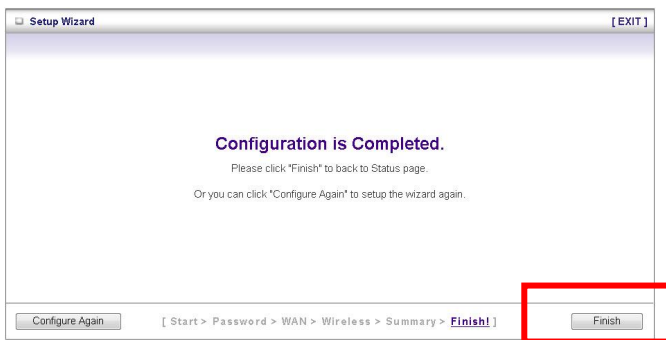 Setup Wizard [ EXIT ]
Configuration is Completed.
Please click "Finish" to back to Status page.
Or you can click "Configure Again" to setup the wizard again.
Configure Again [ Start > Password > WAN > Wireless > Summary > Finish! ] Finish